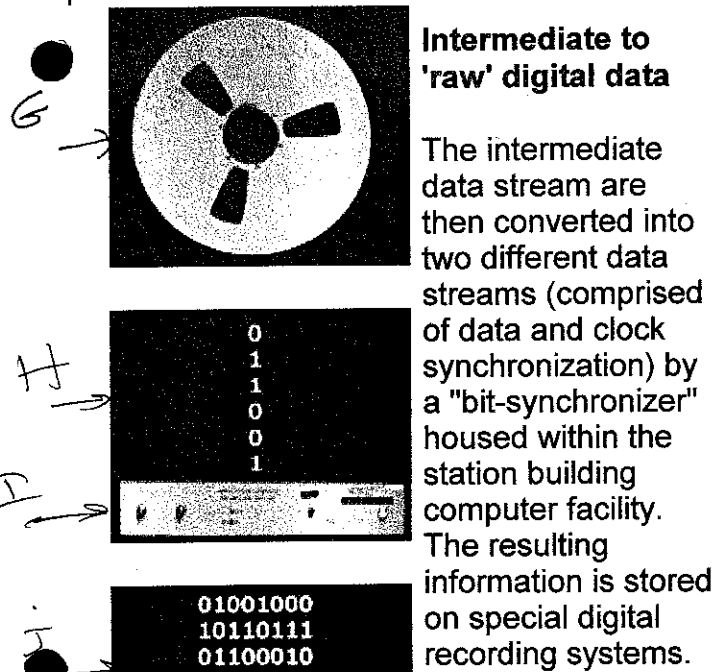 Intermediate to
'raw' digital data
G
The intermediate
data stream are
then converted into
two different data
streams (comprised
of data and clock
synchronization) by
a "bit-synchronizer"
housed within the
station building
computer facility.
The resulting
information is stored
on special digital
recording systems.
H
0
1
1
0
0
1
I
01001000
10110111
01100010